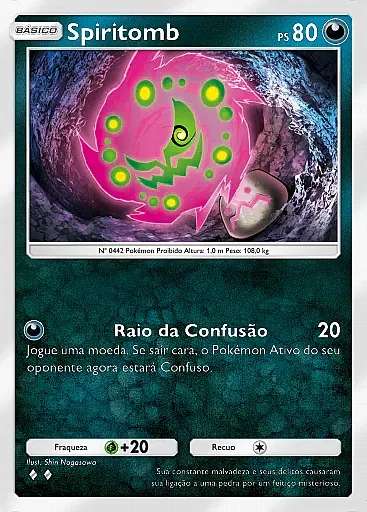 BÁSICO Spiritomb PS 80
Nº 0442 Pokémon Proibido Altura: 1,0 m Peso: 108,0 kg
Raio da Confusão 20
Jogue uma moeda. Se sair cara, o Pokémon Ativo do seu
oponente agora estará Confuso.
Fraqueza +20 Recuo
Ilust. Shin Nagasawa
Sua constante malvadeza e seus delitos causaram
sua ligação a uma pedra por um feitiço misterioso.